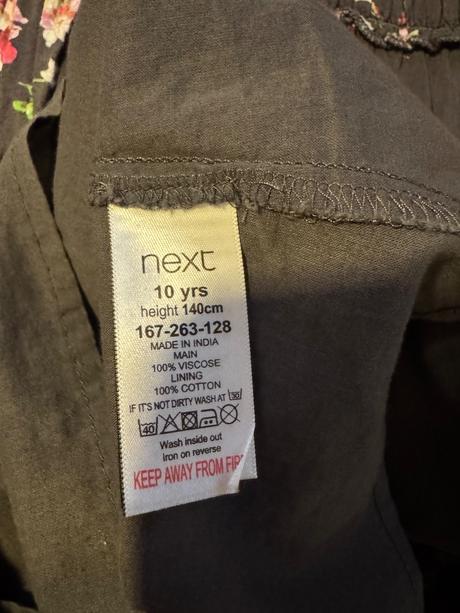 next
10 yrs
height 140cm
167-263-128
MADE IN INDIA
MAIN
100% VISCOSE
LINING
100% COTTON
IF IT'S NOT DIRTY WASH AT 30
40
Wash inside out
Iron on reverse
KEEP AWAY FROM